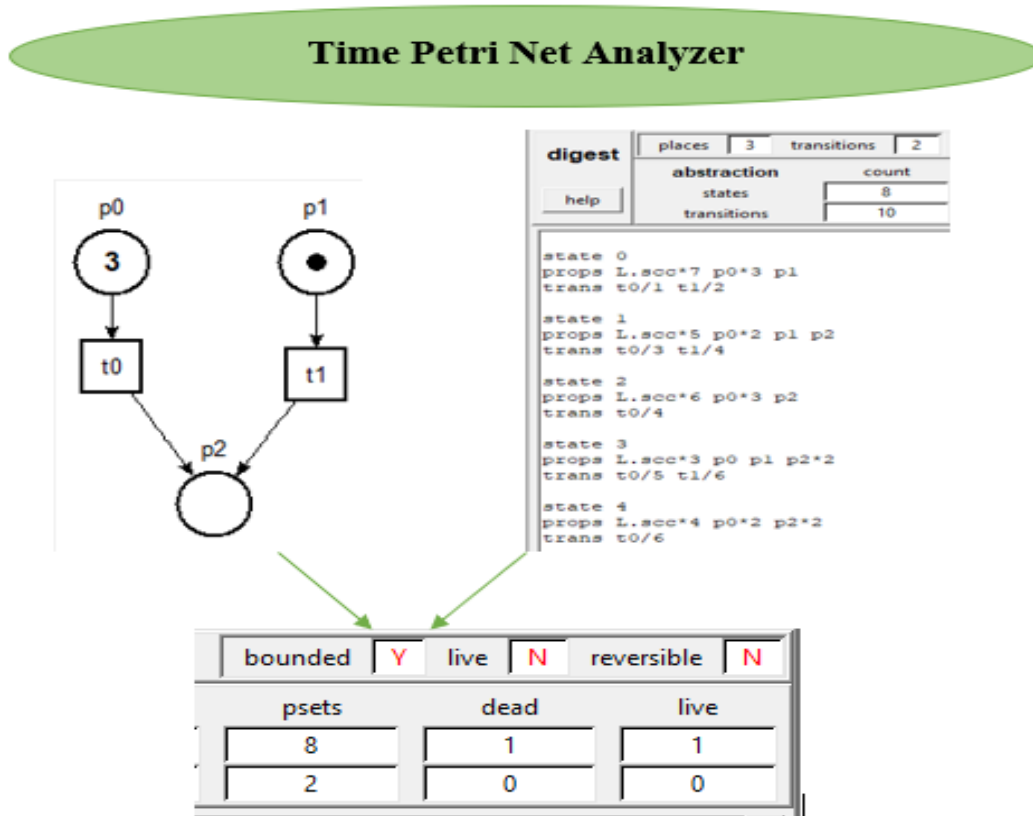 Time Petri Net Analyzer
p0 p1
3
t0 t1
p2
digest
help
places 3 transitions 2
abstraction count
states 8
transitions 10
state 0
props L.scc*7 p0*3 p1
trans t0/1 t1/2
state 1
props L.scc*5 p0*2 p1 p2
trans t0/3 t1/4
state 2
props L.scc*6 p0*3 p2
trans t0/4
state 3
props L.scc*3 p0 p1 p2*2
trans t0/5 t1/6
state 4
props L.scc*4 p0*2 p2*2
trans t0/6
bounded Y live N reversible N
psets dead live
8 1 1
2 0 0